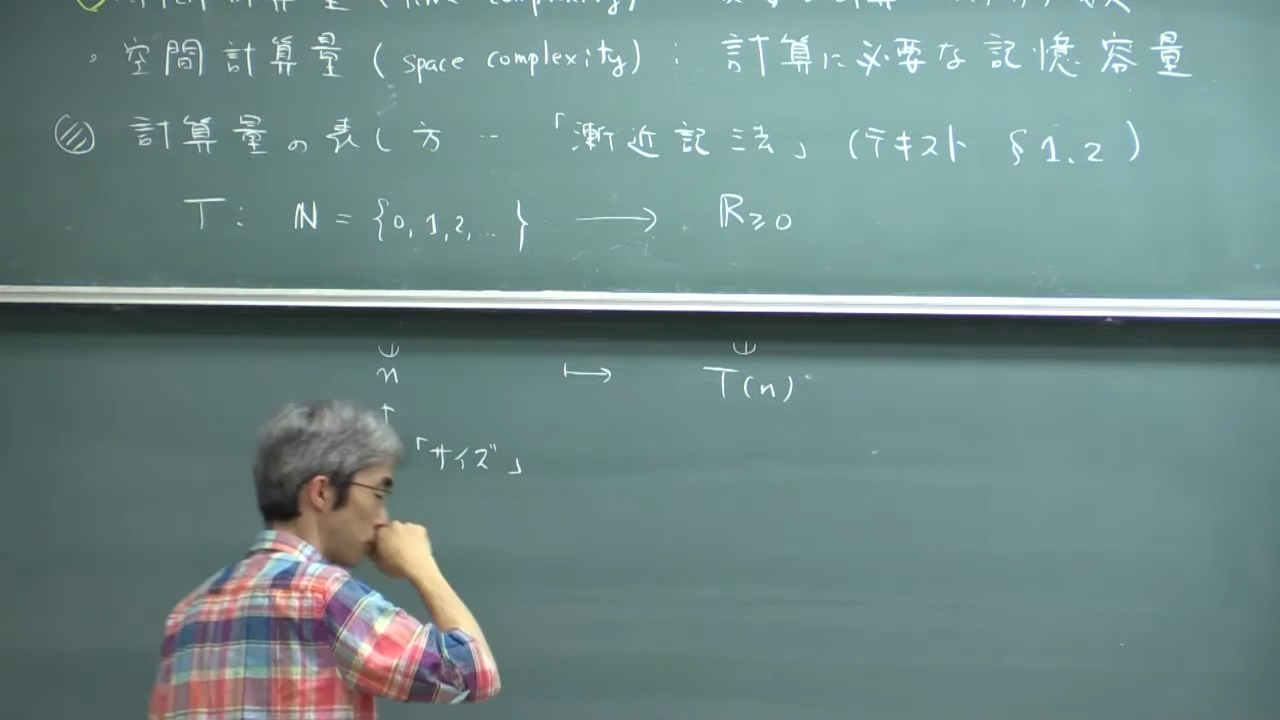 (time complexity)
。空間計算量 (space complexity) : 計算に必要な記憶容量
計算量の表し方 … 「漸近記法」 (テキスト §1.2)
T : ℕ = {0, 1, 2, … } ⟶ ℝ≥0
n ⟼ T(n)
↑
「サイズ」